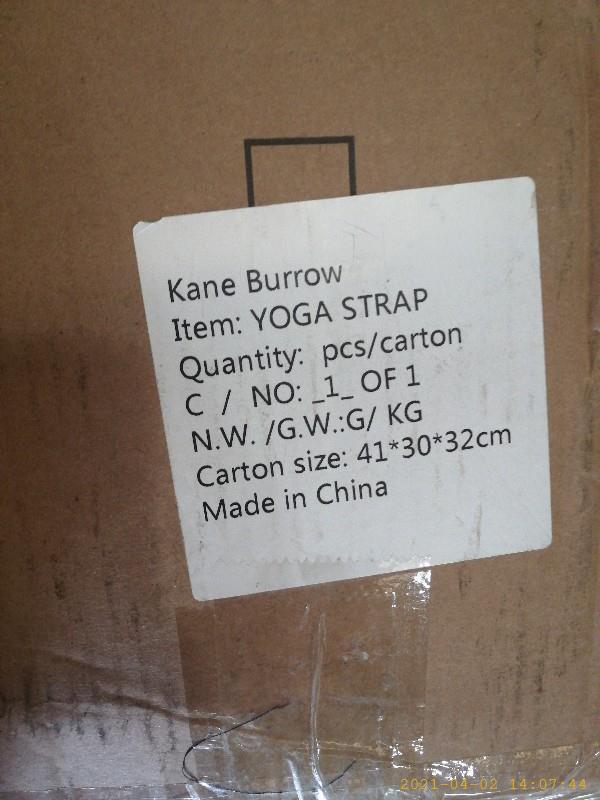 Kane Burrow
Item: YOGA STRAP
Quantity: pcs/carton
C / NO: _1_ OF 1
N.W. /G.W.:G/ KG
Carton size: 41*30*32cm
Made in China
2021-04-02 14:07:44